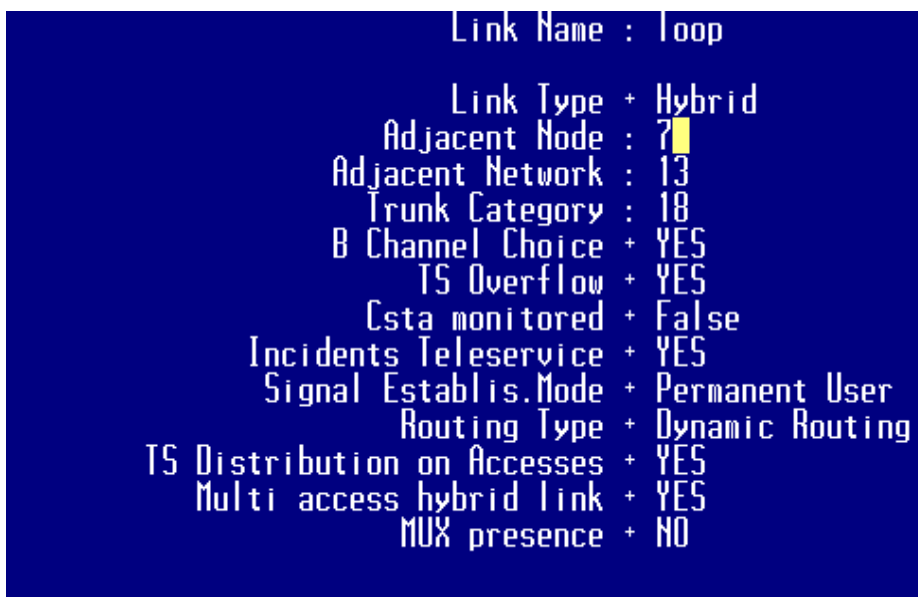 Link Name : loop
Link Type + Hybrid
Adjacent Node : 7
Adjacent Network : 13
Trunk Category : 18
B Channel Choice + YES
TS Overflow + YES
Csta monitored + False
Incidents Teleservice + YES
Signal Establis.Mode + Permanent User
Routing Type + Dynamic Routing
TS Distribution on Accesses + YES
Multi access hybrid link + YES
MUX presence + NO